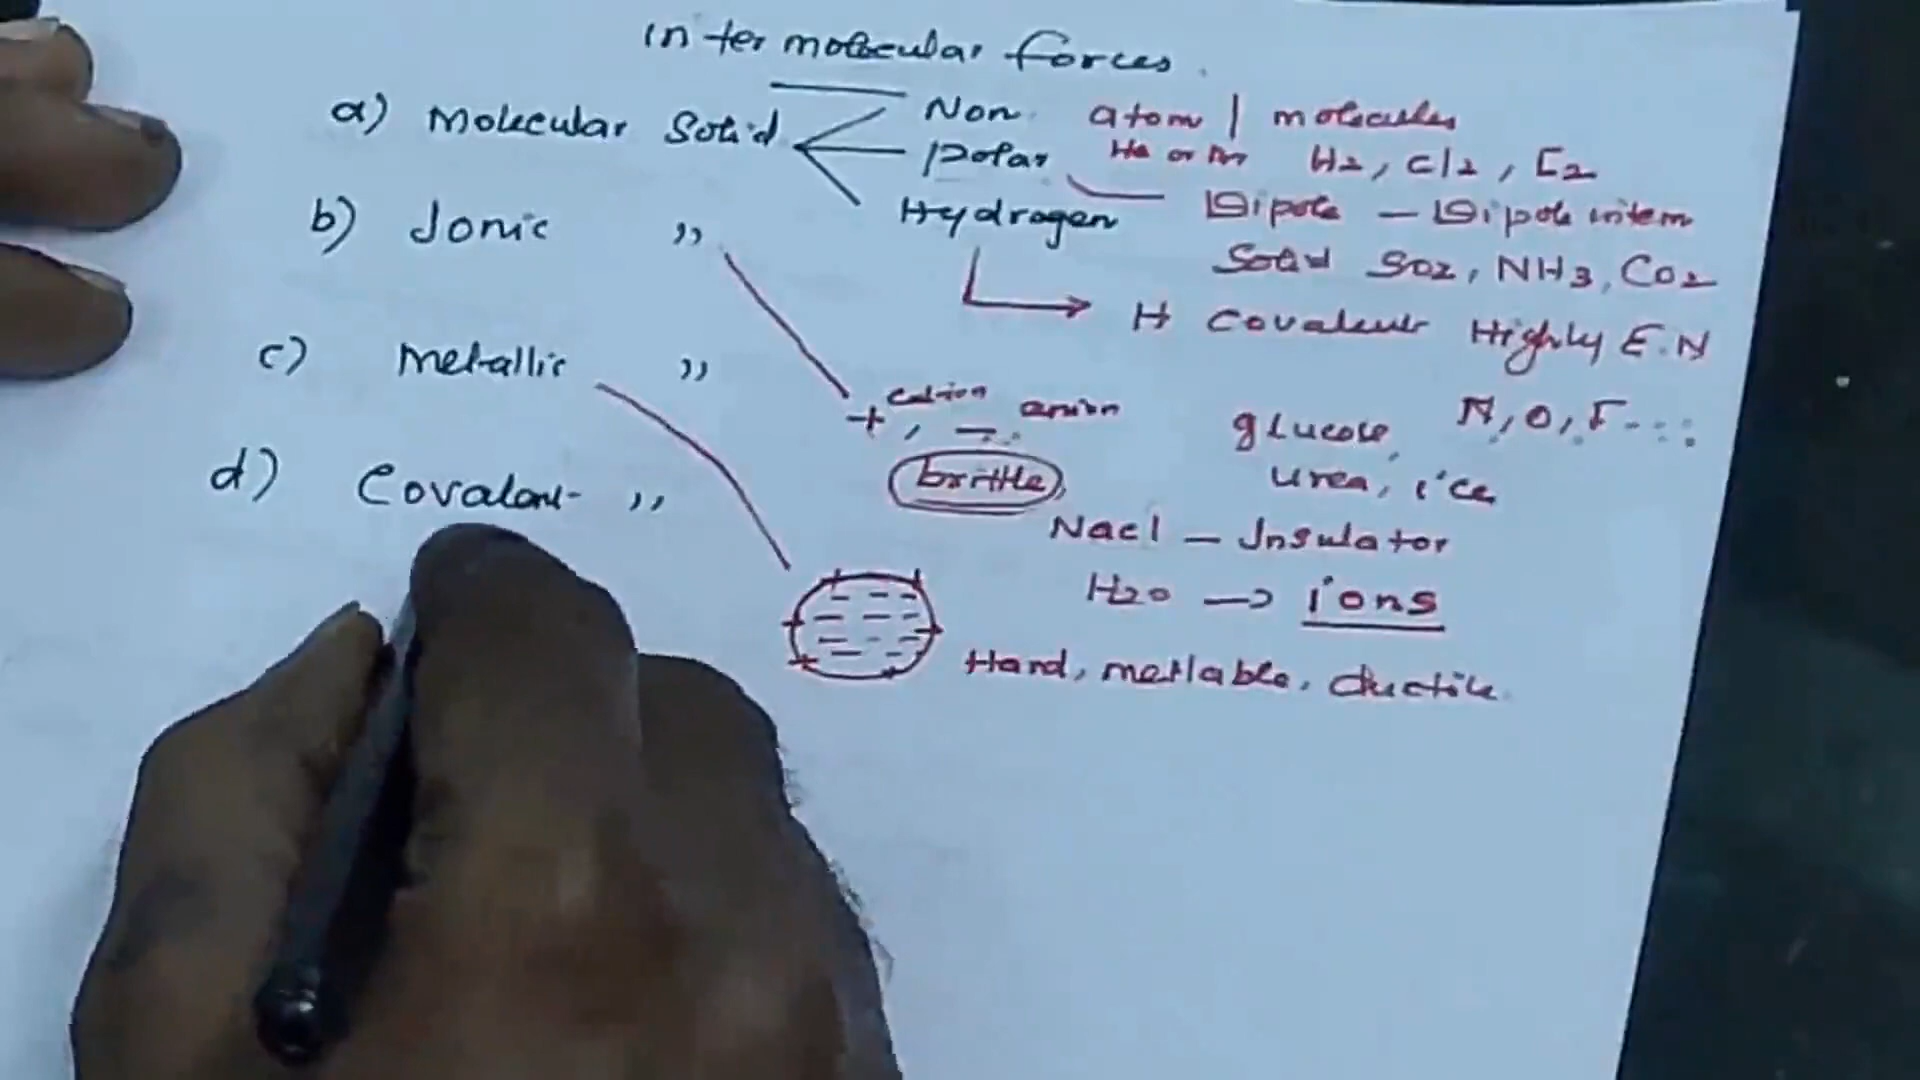 Intermolecular forces.
a) Molecular Solid
Non atom | molecules
Polar He or Ar H2, Cl2, I2
Hydrogen Dipole - Dipole
Solid SO2, NH3, CO2
b) Ionic "
H Covalent Highly E.N
N, O, F....
c) Metallic "
+ cation, - anion
glucose,
urea, ice
brittle
d) Covalent "
NaCl - Insulator
H2O -> ions
Hard, mallable, ductile